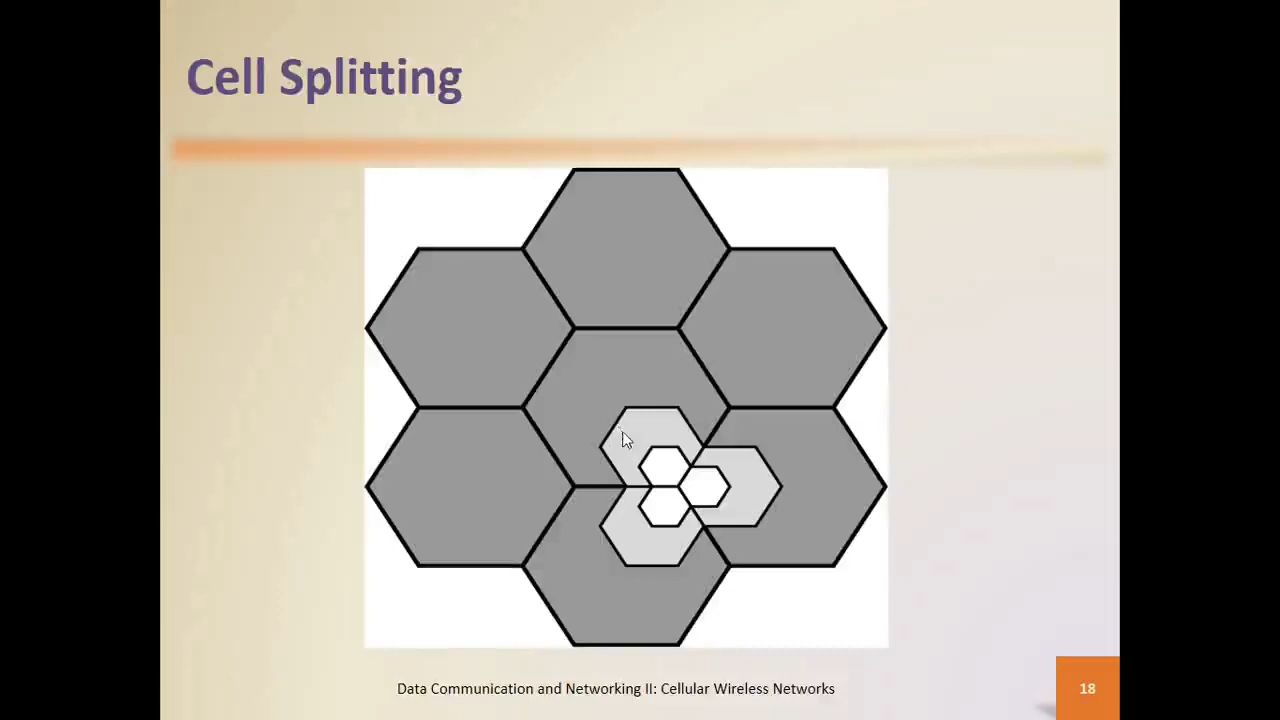 Cell Splitting
Data Communication and Networking II: Cellular Wireless Networks
18